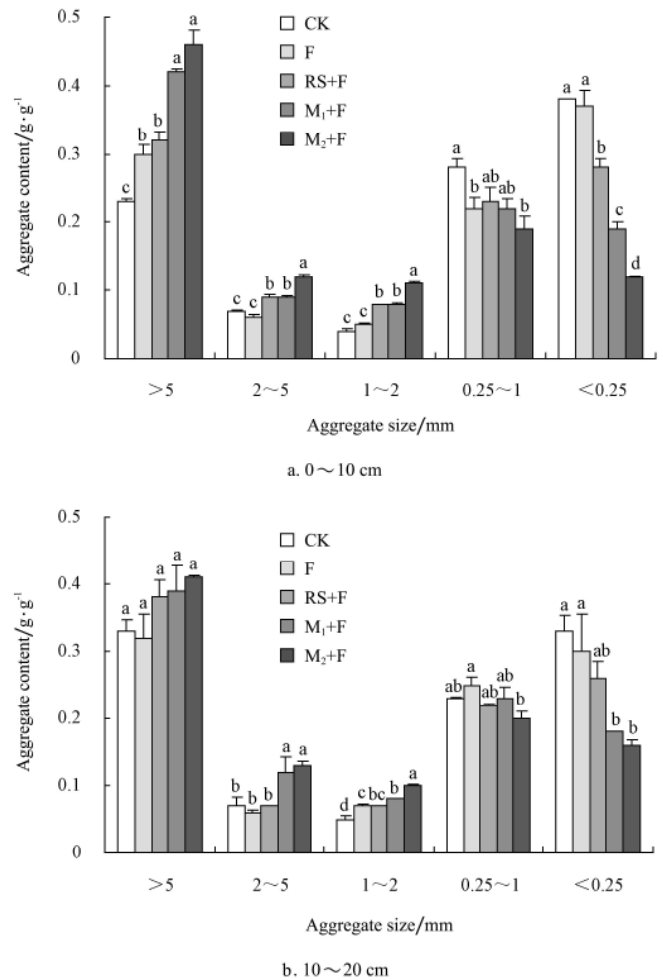 0.5
0.4
0.3
0.2
0.1
0
Aggregate content/g·g⁻¹
CK
F
RS+F
M₁+F
M₂+F
c b b a a
c c b b a
c c b b a
a b ab ab b
a a b c d
>5 2～5 1～2 0.25～1 <0.25
Aggregate size/mm
a. 0～10 cm
0.5
0.4
0.3
0.2
0.1
0
Aggregate content/g·g⁻¹
CK
F
RS+F
M₁+F
M₂+F
a a a a a
b b b a a
d c bc b a
ab a ab ab b
a a ab b b
>5 2～5 1～2 0.25～1 <0.25
Aggregate size/mm
b. 10～20 cm